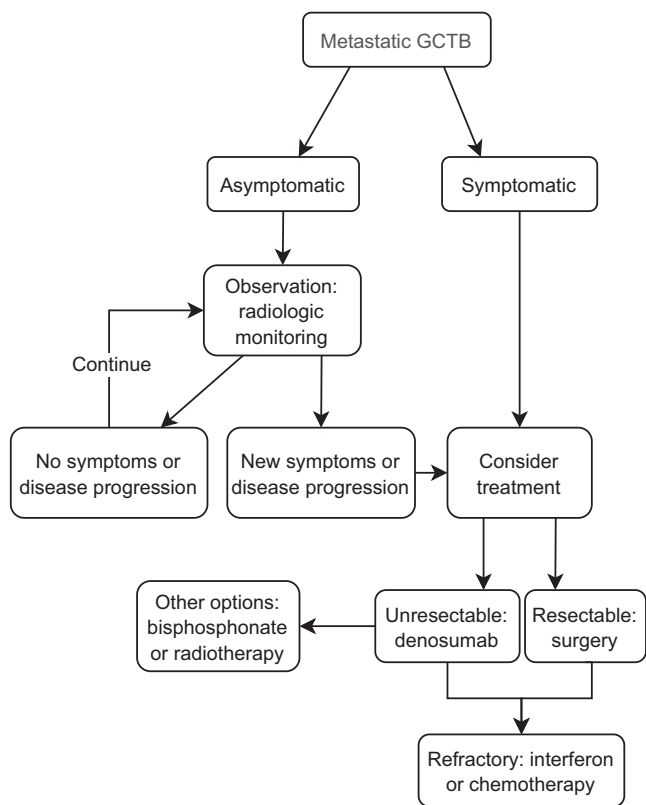 Metastatic GCTB
Asymptomatic
Symptomatic
Observation:
radiologic
monitoring
Continue
No symptoms or
disease progression
New symptoms or
disease progression
Consider
treatment
Other options:
bisphosphonate
or radiotherapy
Unresectable:
denosumab
Resectable:
surgery
Refractory: interferon
or chemotherapy